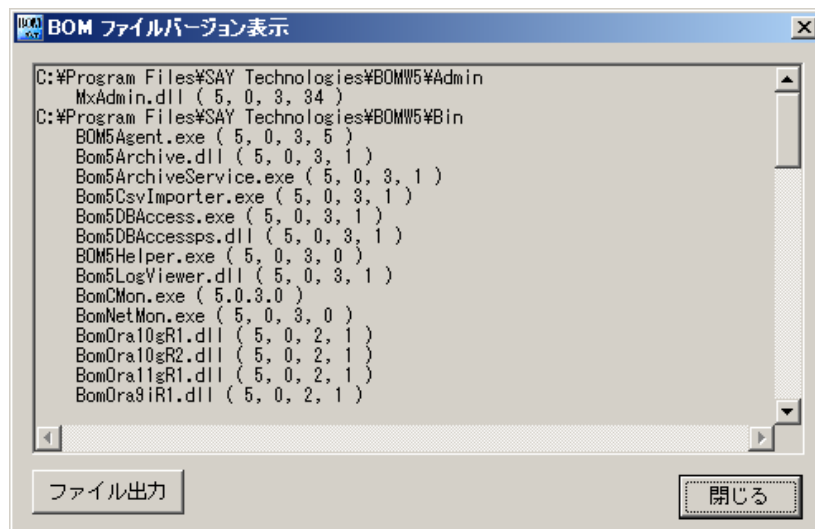 BOM ファイルバージョン表示
C:¥Program Files¥SAY Technologies¥BOMW5¥Admin
MxAdmin.dll ( 5, 0, 3, 34 )
C:¥Program Files¥SAY Technologies¥BOMW5¥Bin
BOM5Agent.exe ( 5, 0, 3, 5 )
Bom5Archive.dll ( 5, 0, 3, 1 )
Bom5ArchiveService.exe ( 5, 0, 3, 1 )
Bom5CsvImporter.exe ( 5, 0, 3, 1 )
Bom5DBAccess.exe ( 5, 0, 3, 1 )
Bom5DBAccessps.dll ( 5, 0, 3, 1 )
BOM5Helper.exe ( 5, 0, 3, 0 )
Bom5LogViewer.dll ( 5, 0, 3, 1 )
BomCMon.exe ( 5.0.3.0 )
BomNetMon.exe ( 5, 0, 3, 0 )
BomOra10gR1.dll ( 5, 0, 2, 1 )
BomOra10gR2.dll ( 5, 0, 2, 1 )
BomOra11gR1.dll ( 5, 0, 2, 1 )
BomOra9iR1.dll ( 5, 0, 2, 1 )
ファイル出力
閉じる